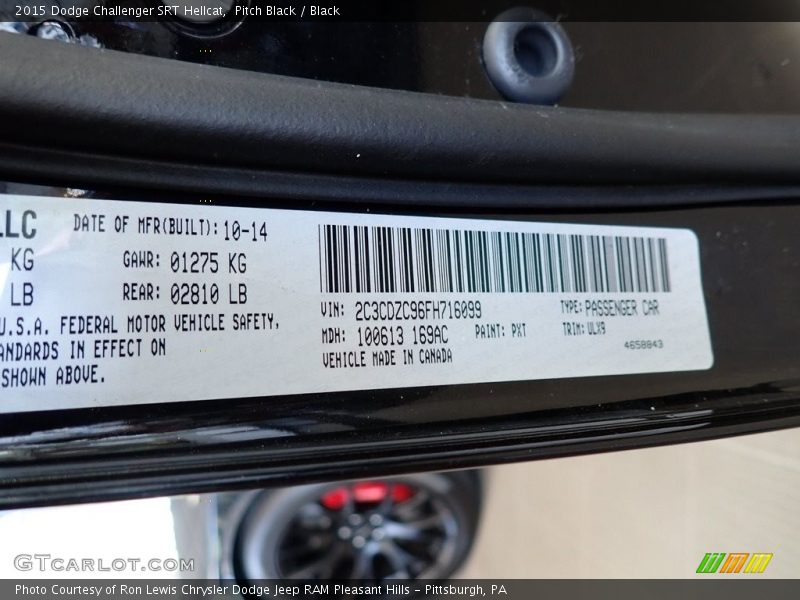 2015 Dodge Challenger SRT Hellcat, Pitch Black / Black
LLC DATE OF MFR(BUILT): 10-14
KG GAWR: 01275 KG
LB REAR: 02810 LB
U.S.A. FEDERAL MOTOR VEHICLE SAFETY,
ANDARDS IN EFFECT ON
SHOWN ABOVE.
VIN: 2C3CDZC96FH716099 TYPE: PASSENGER CAR
MDH: 100613 169AC PAINT: PXT TRIM: ULX9
VEHICLE MADE IN CANADA 4658843
GTCARLOT.COM
Photo Courtesy of Ron Lewis Chrysler Dodge Jeep RAM Pleasant Hills - Pittsburgh, PA